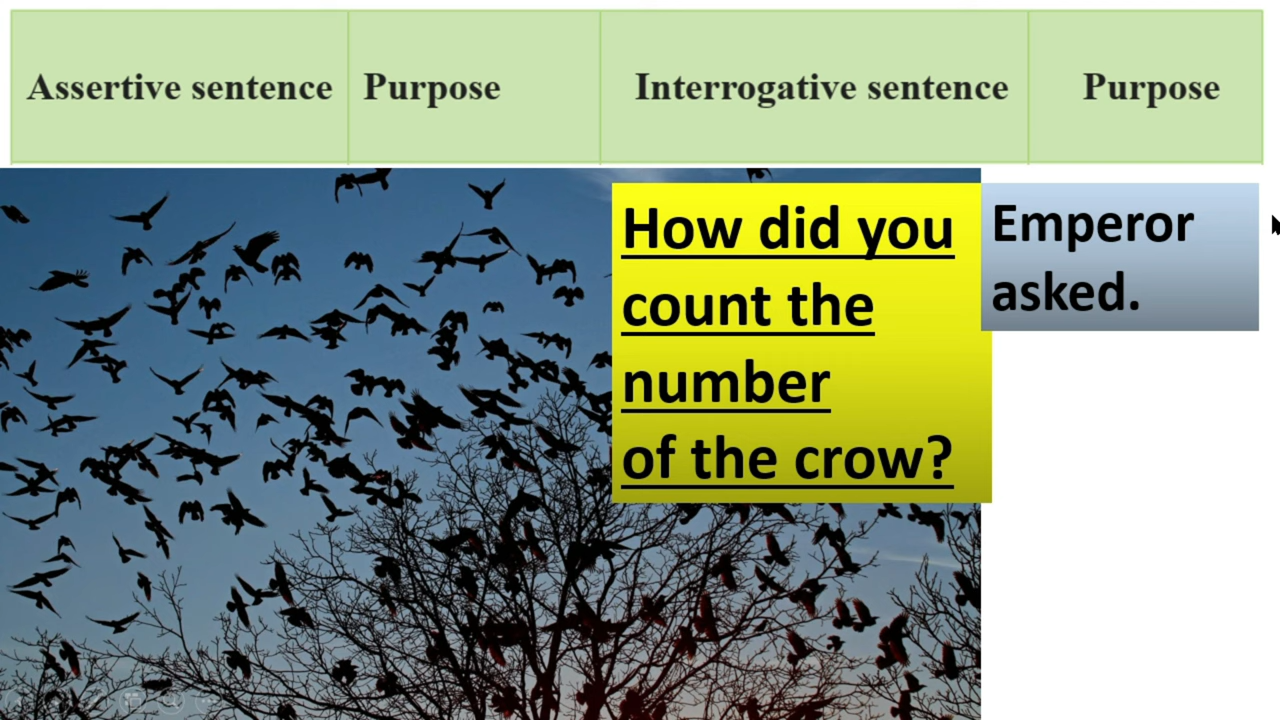 Assertive sentence
Purpose
Interrogative sentence
Purpose
How did you
count the
number
of the crow?
Emperor
asked.